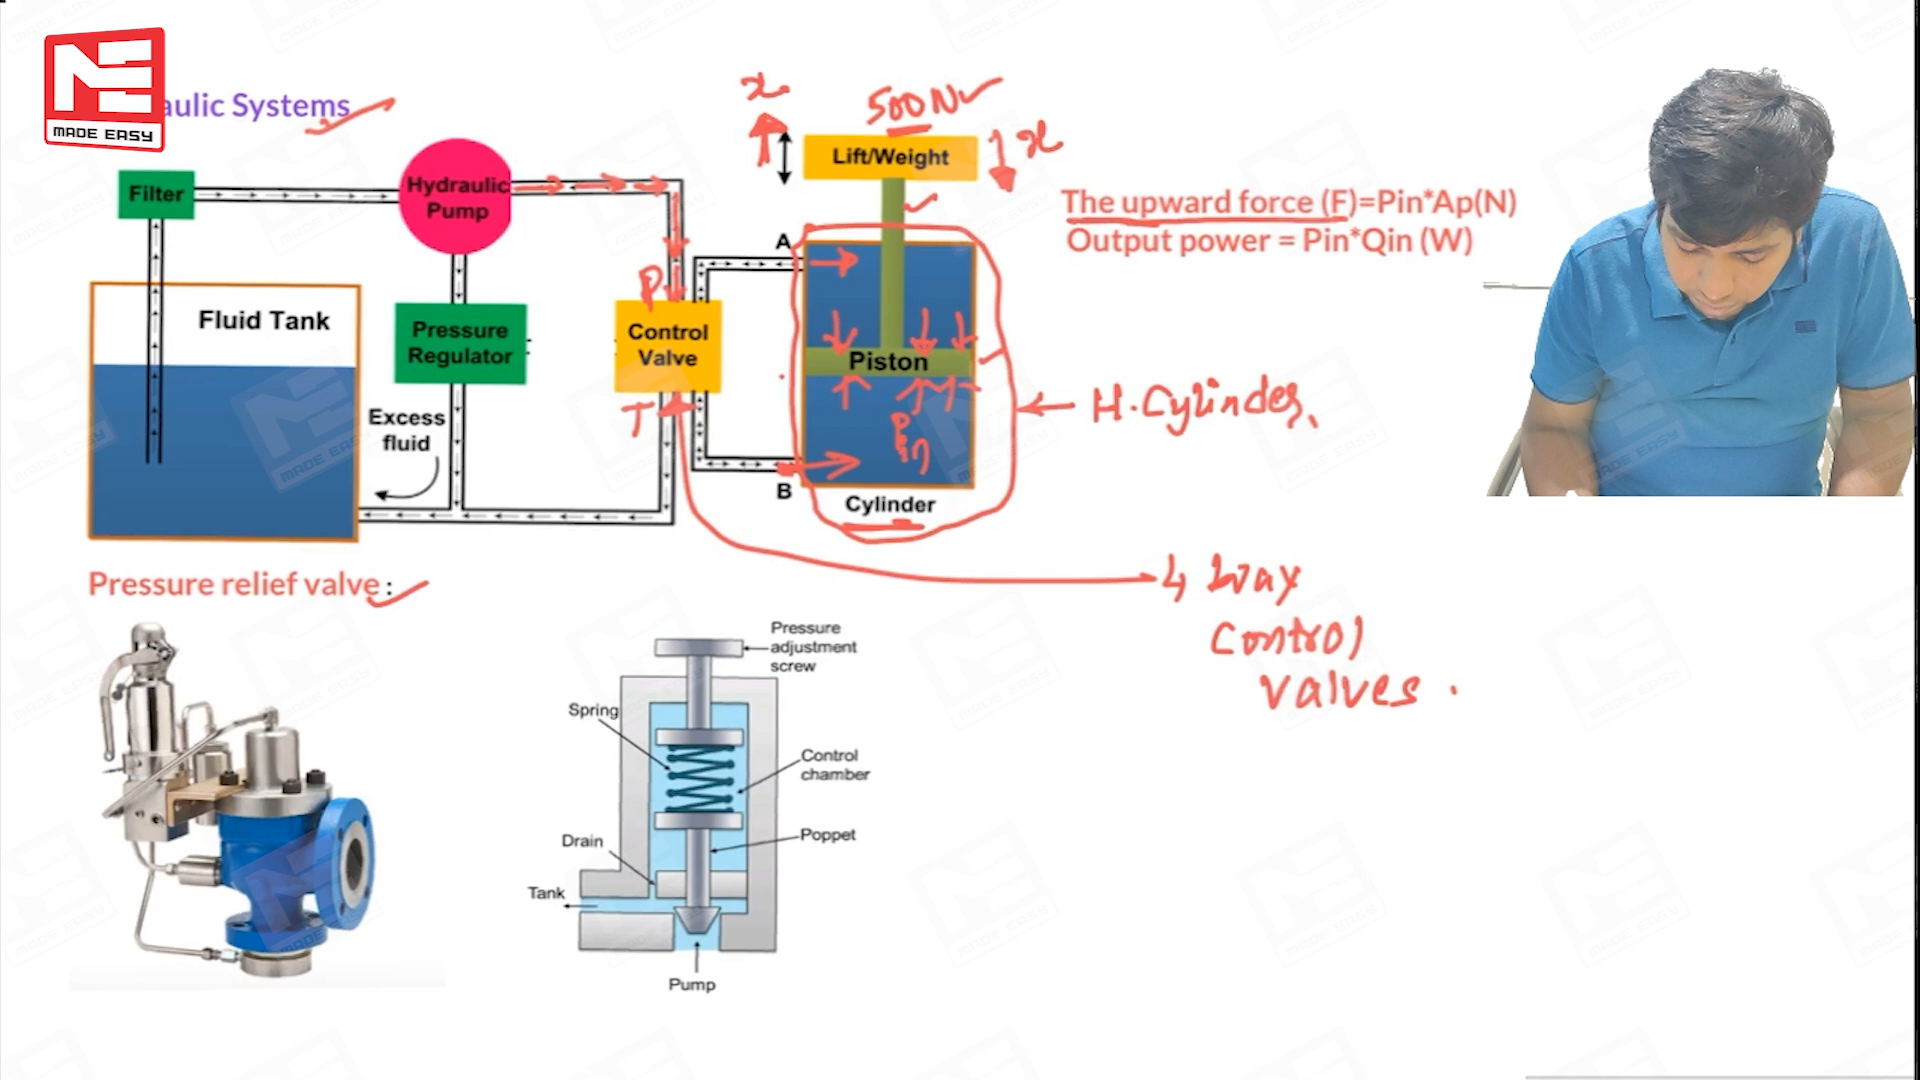 MADE EASY
aulic Systems
Filter
Hydraulic
Pump
Fluid Tank
Pressure
Regulator
Excess
fluid
Control
Valve
P
T
A
B
x
500N
x
Lift/Weight
Piston
Pin
Cylinder
The upward force (F)=Pin*Ap(N)
Output power = Pin*Qin (W)
H.Cylinder
4 way
control
valves.
Pressure relief valve:
Pressure
adjustment
screw
Spring
Control
chamber
Poppet
Drain
Tank
Pump